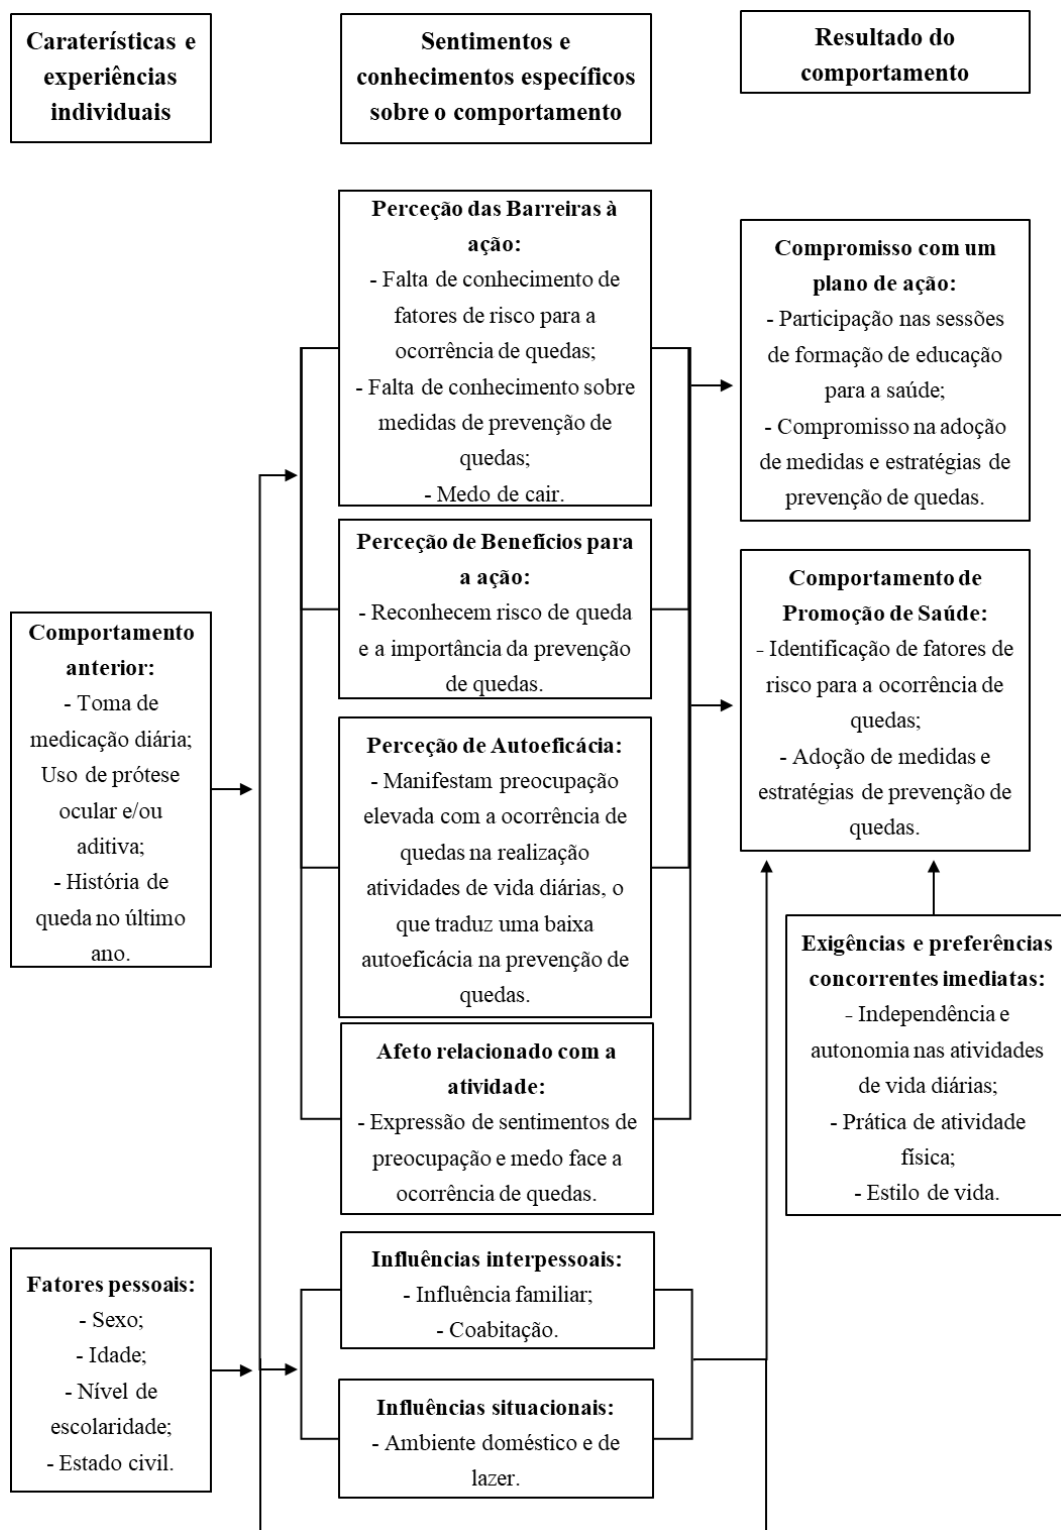 Caraterísticas e
experiências
individuais
Sentimentos e
conhecimentos específicos
sobre o comportamento
Resultado do
comportamento
Comportamento
anterior:
- Toma de
medicação diária;
Uso de prótese
ocular e/ou
aditiva;
- História de
queda no último
ano.
Fatores pessoais:
- Sexo;
- Idade;
- Nível de
escolaridade;
- Estado civil.
Perceção das Barreiras à
ação:
- Falta de conhecimento de
fatores de risco para a
ocorrência de quedas;
- Falta de conhecimento sobre
medidas de prevenção de
quedas;
- Medo de cair.
Perceção de Benefícios para
a ação:
- Reconhecem risco de queda
e a importância da prevenção
de quedas.
Perceção de Autoeficácia:
- Manifestam preocupação
elevada com a ocorrência de
quedas na realização
atividades de vida diárias, o
que traduz uma baixa
autoeficácia na prevenção de
quedas.
Afeto relacionado com a
atividade:
- Expressão de sentimentos de
preocupação e medo face a
ocorrência de quedas.
Influências interpessoais:
- Influência familiar;
- Coabitação.
Influências situacionais:
- Ambiente doméstico e de
lazer.
Compromisso com um
plano de ação:
- Participação nas sessões
de formação de educação
para a saúde;
- Compromisso na adoção
de medidas e estratégias de
prevenção de quedas.
Comportamento de
Promoção de Saúde:
- Identificação de fatores de
risco para a ocorrência de
quedas;
- Adoção de medidas e
estratégias de prevenção de
quedas.
Exigências e preferências
concorrentes imediatas:
- Independência e
autonomia nas atividades
de vida diárias;
- Prática de atividade
física;
- Estilo de vida.